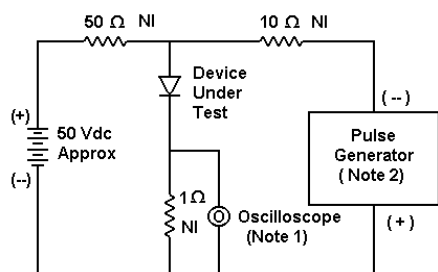 50 Ω NI
10 Ω NI
Device
Under
Test
(+)
50 Vdc
Approx
(--)
(--)
Pulse
Generator
( Note 2)
(+)
1Ω
NI
Oscilloscope
(Note 1)